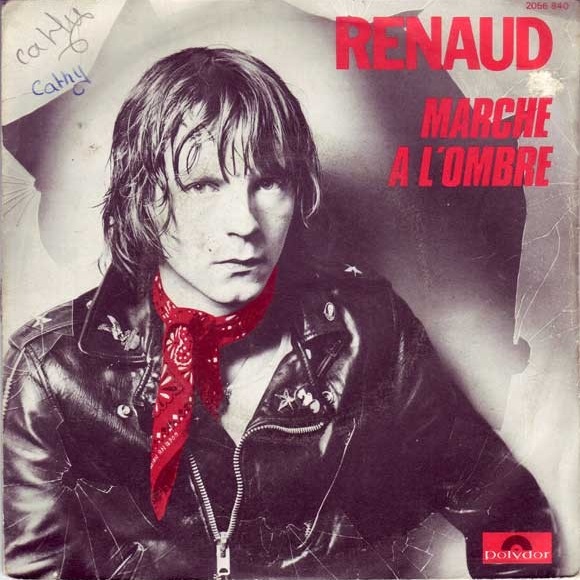 2056 840
cathy
RENAUD
Cathy
MARCHE
A L'OMBRE
polydor